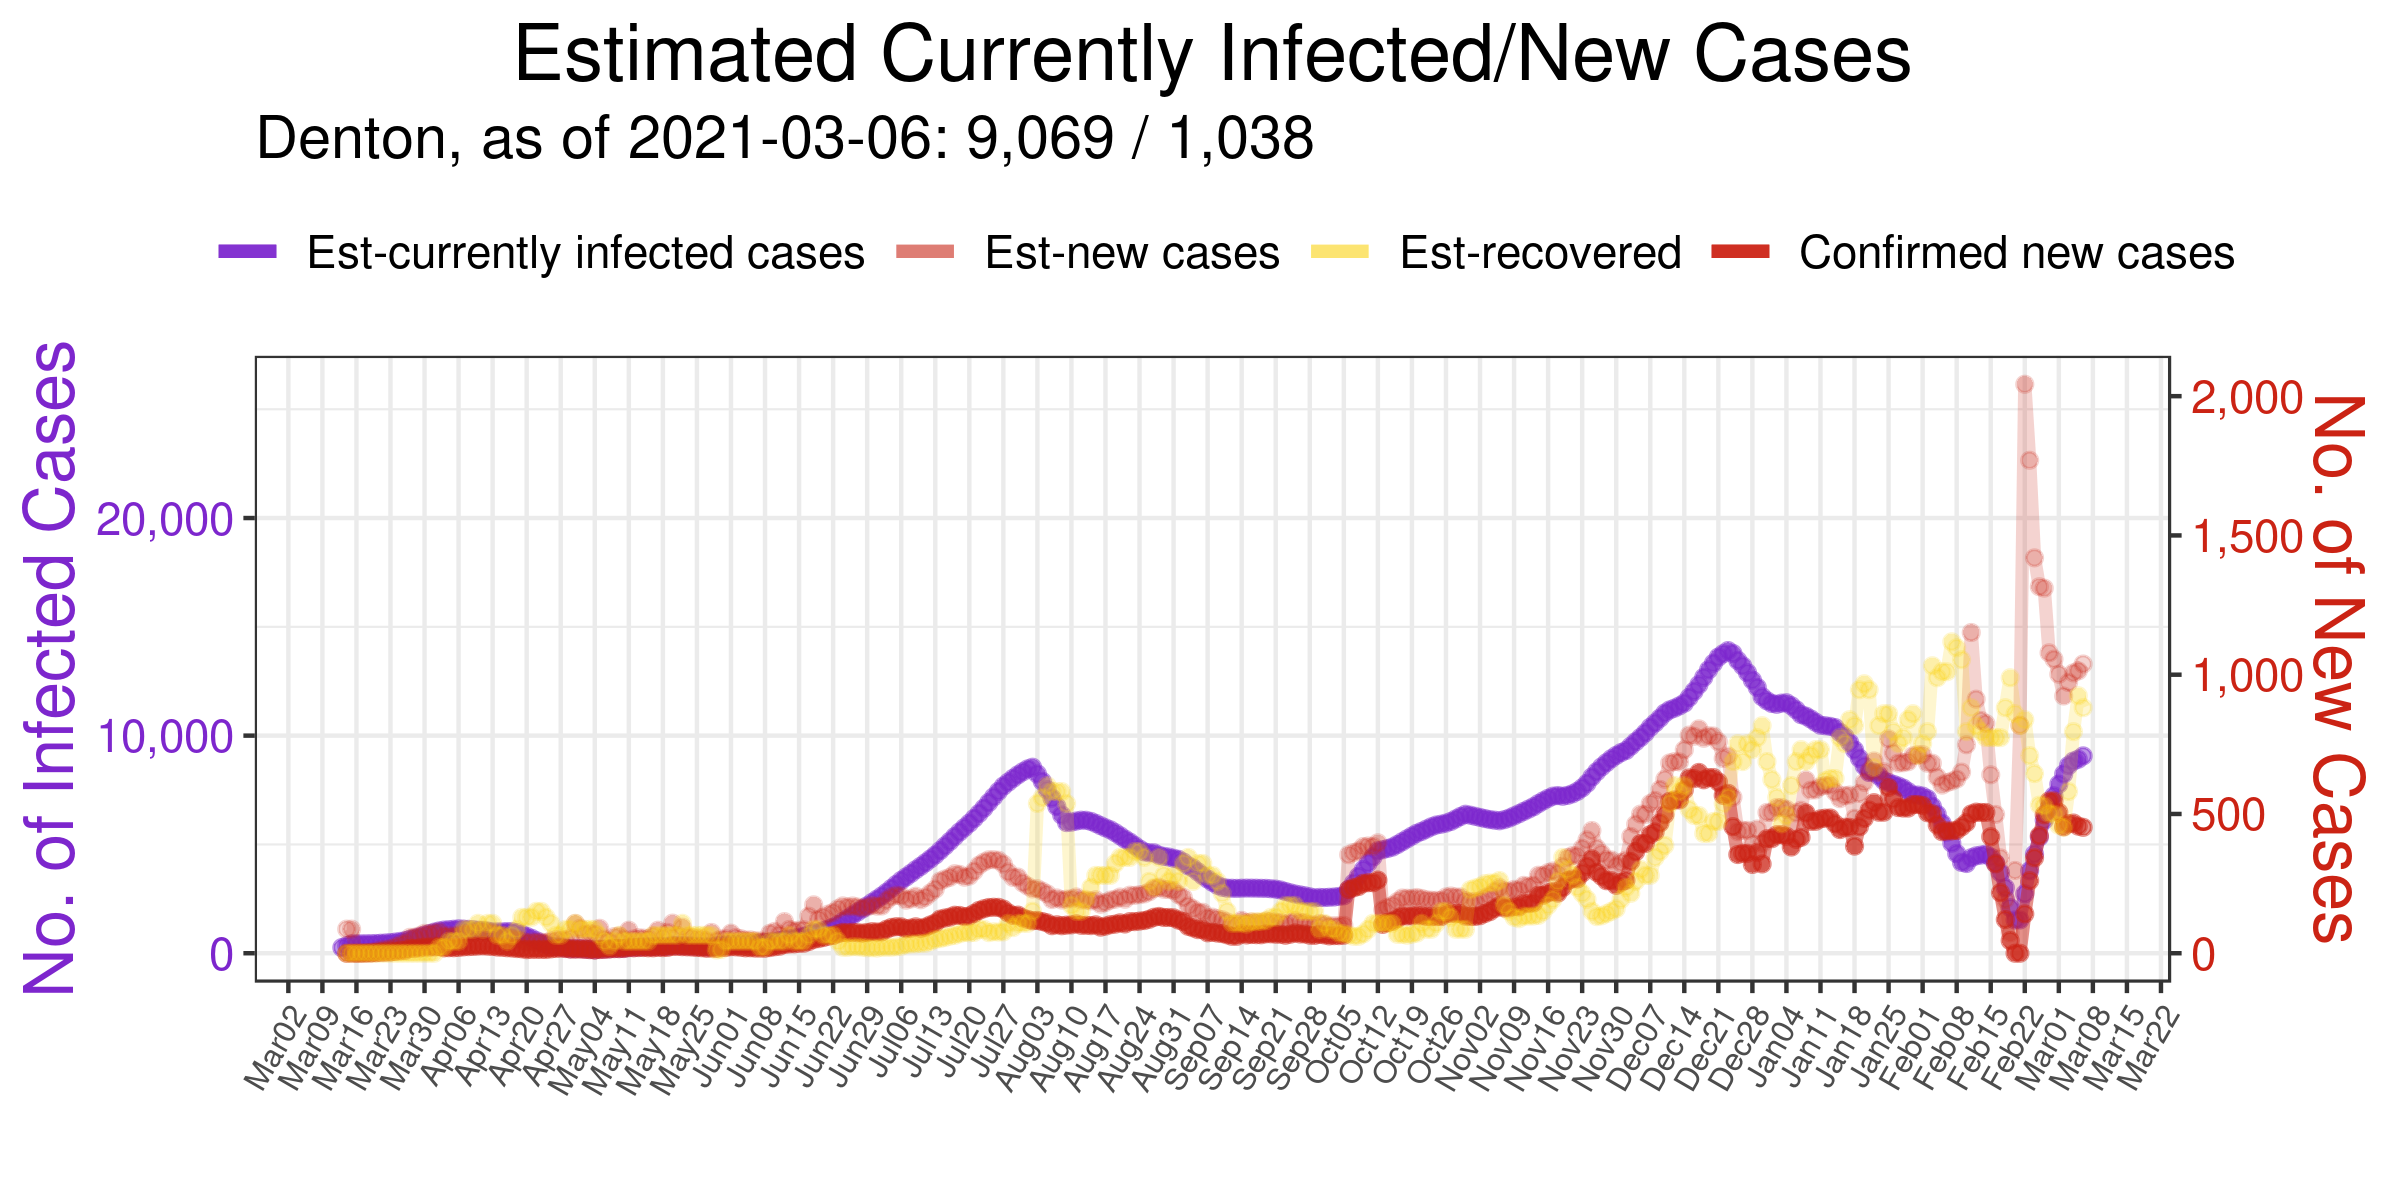 Estimated Currently Infected/New Cases
Denton, as of 2021-03-06: 9,069 / 1,038
Est-currently infected cases Est-new cases Est-recovered Confirmed new cases
No. of Infected Cases
20,000
10,000
0
2,000
1,500
1,000
500
0
No. of New Cases
Mar02 Mar09 Mar16 Mar23 Mar30 Apr06 Apr13 Apr20 Apr27 May04 May11 May18 May25 Jun01 Jun08 Jun15 Jun22 Jun29 Jul06 Jul13 Jul20 Jul27 Aug03 Aug10 Aug17 Aug24 Aug31 Sep07 Sep14 Sep21 Sep28 Oct05 Oct12 Oct19 Oct26 Nov02 Nov09 Nov16 Nov23 Nov30 Dec07 Dec14 Dec21 Dec28 Jan04 Jan11 Jan18 Jan25 Feb01 Feb08 Feb15 Feb22 Mar01 Mar08 Mar15 Mar22